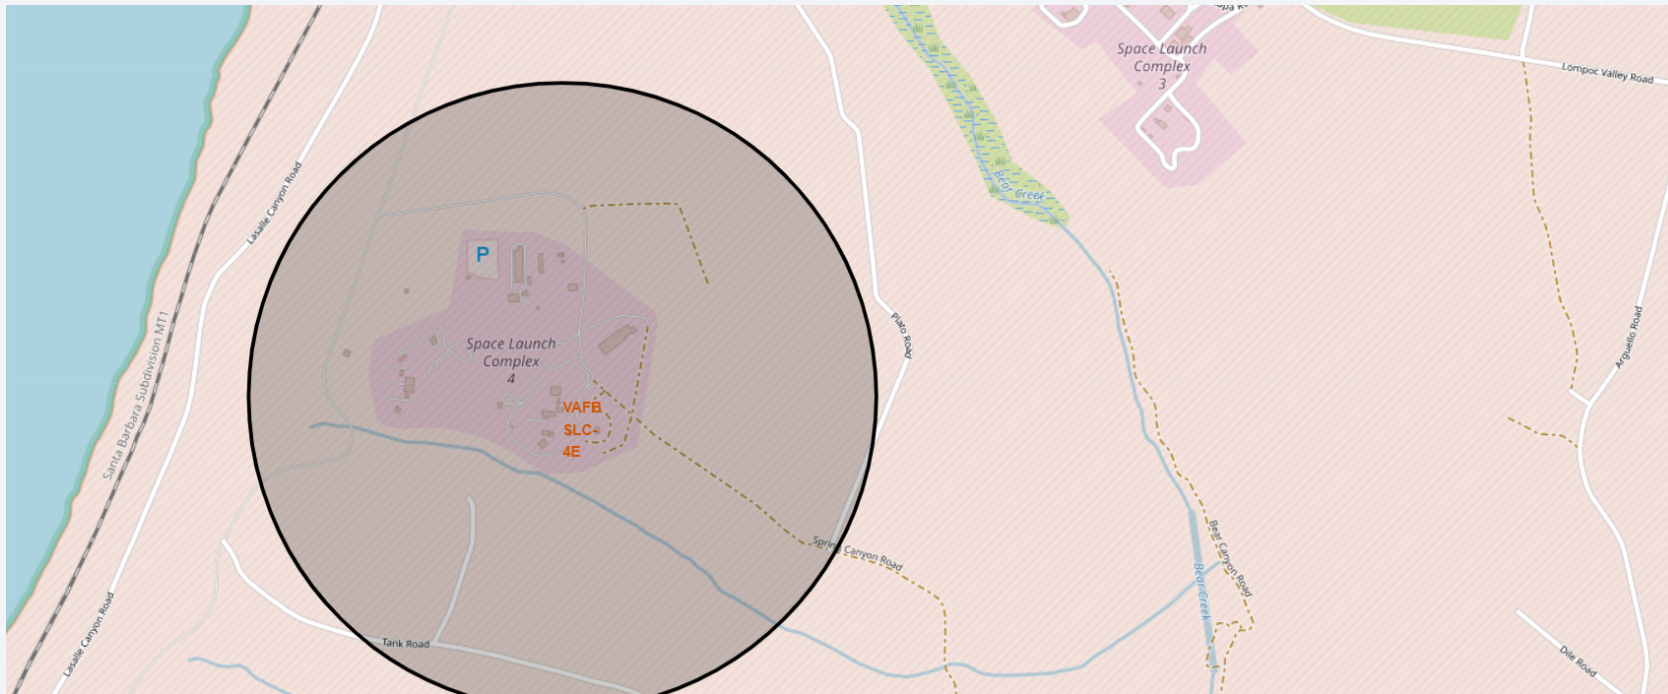 Space Launch
Complex
3
Lompoc Valley Road
Lasalle Canyon Road
Bear Creek
P
Santa Barbara Subdivision MT1
Space Launch
Complex
4
Plato Road
Arguello Road
VAFB
SLC-
4E
Spring Canyon Road
Bear Canyon Road
Bear Creek
Lasalle Canyon Road
Tank Road
Dile Road